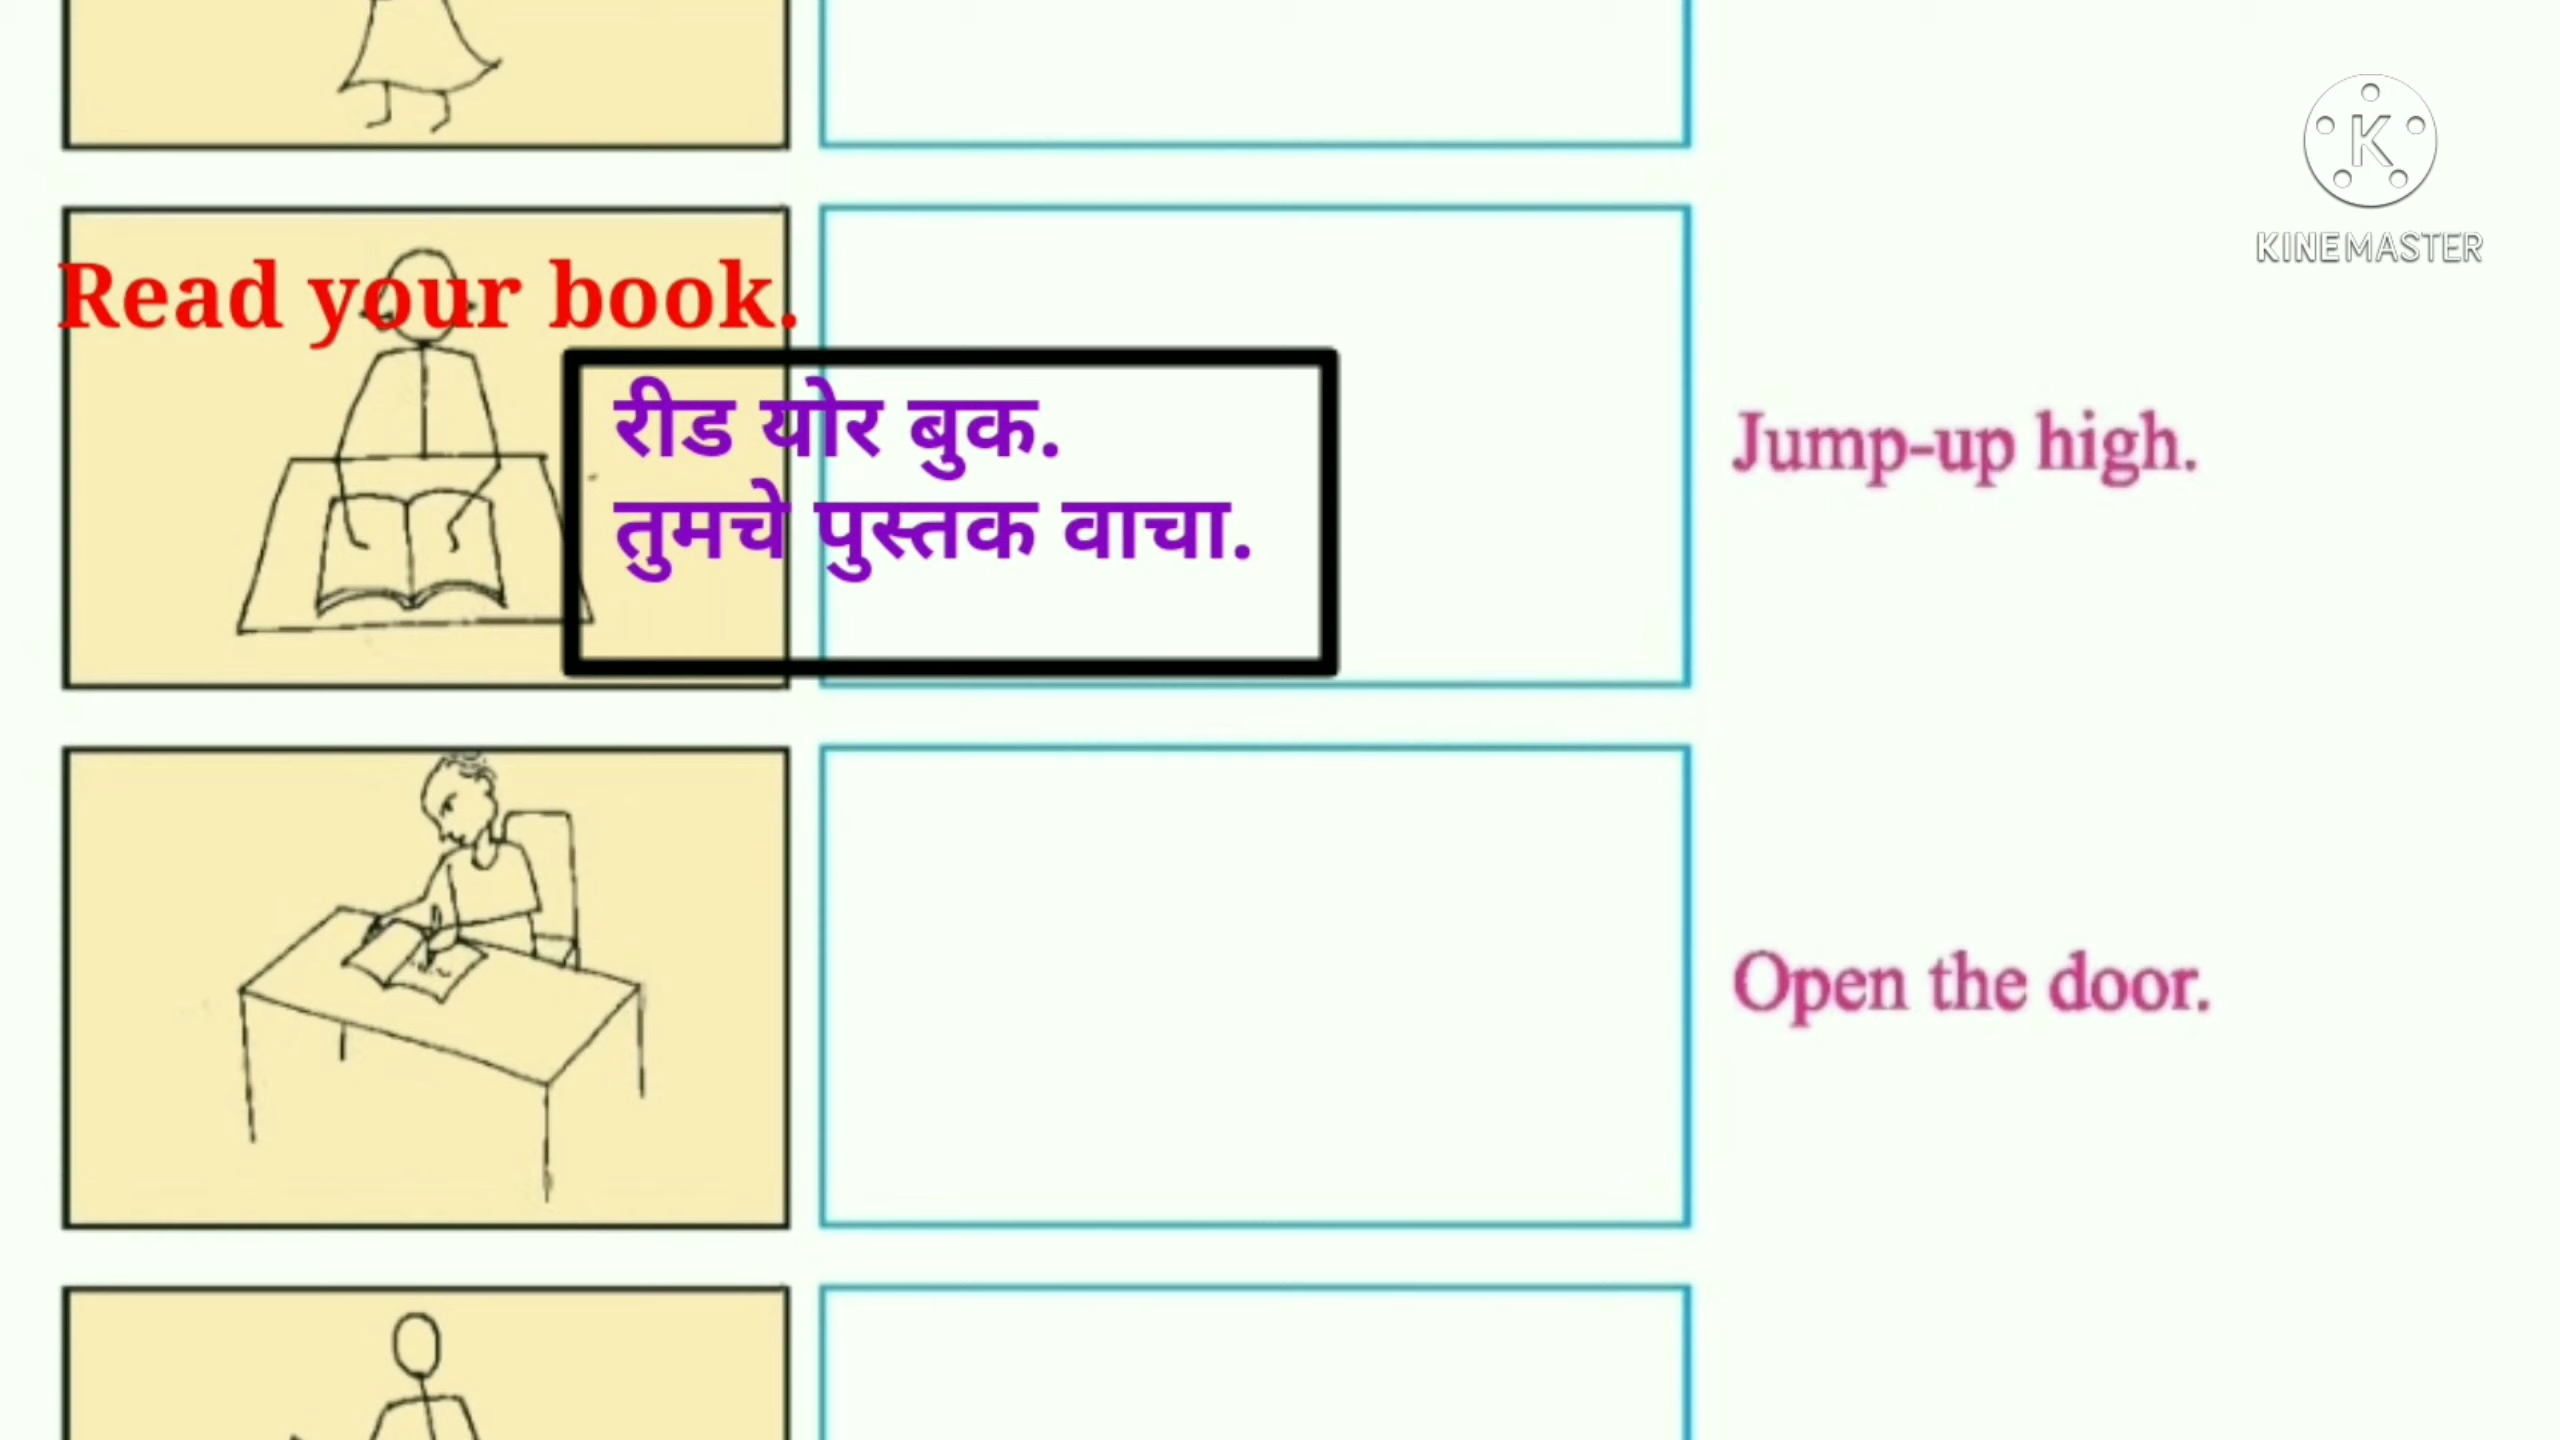 KINEMASTER
Read your book.
रीड योर बुक.
तुमचे पुस्तक वाचा.
Jump-up high.
Open the door.